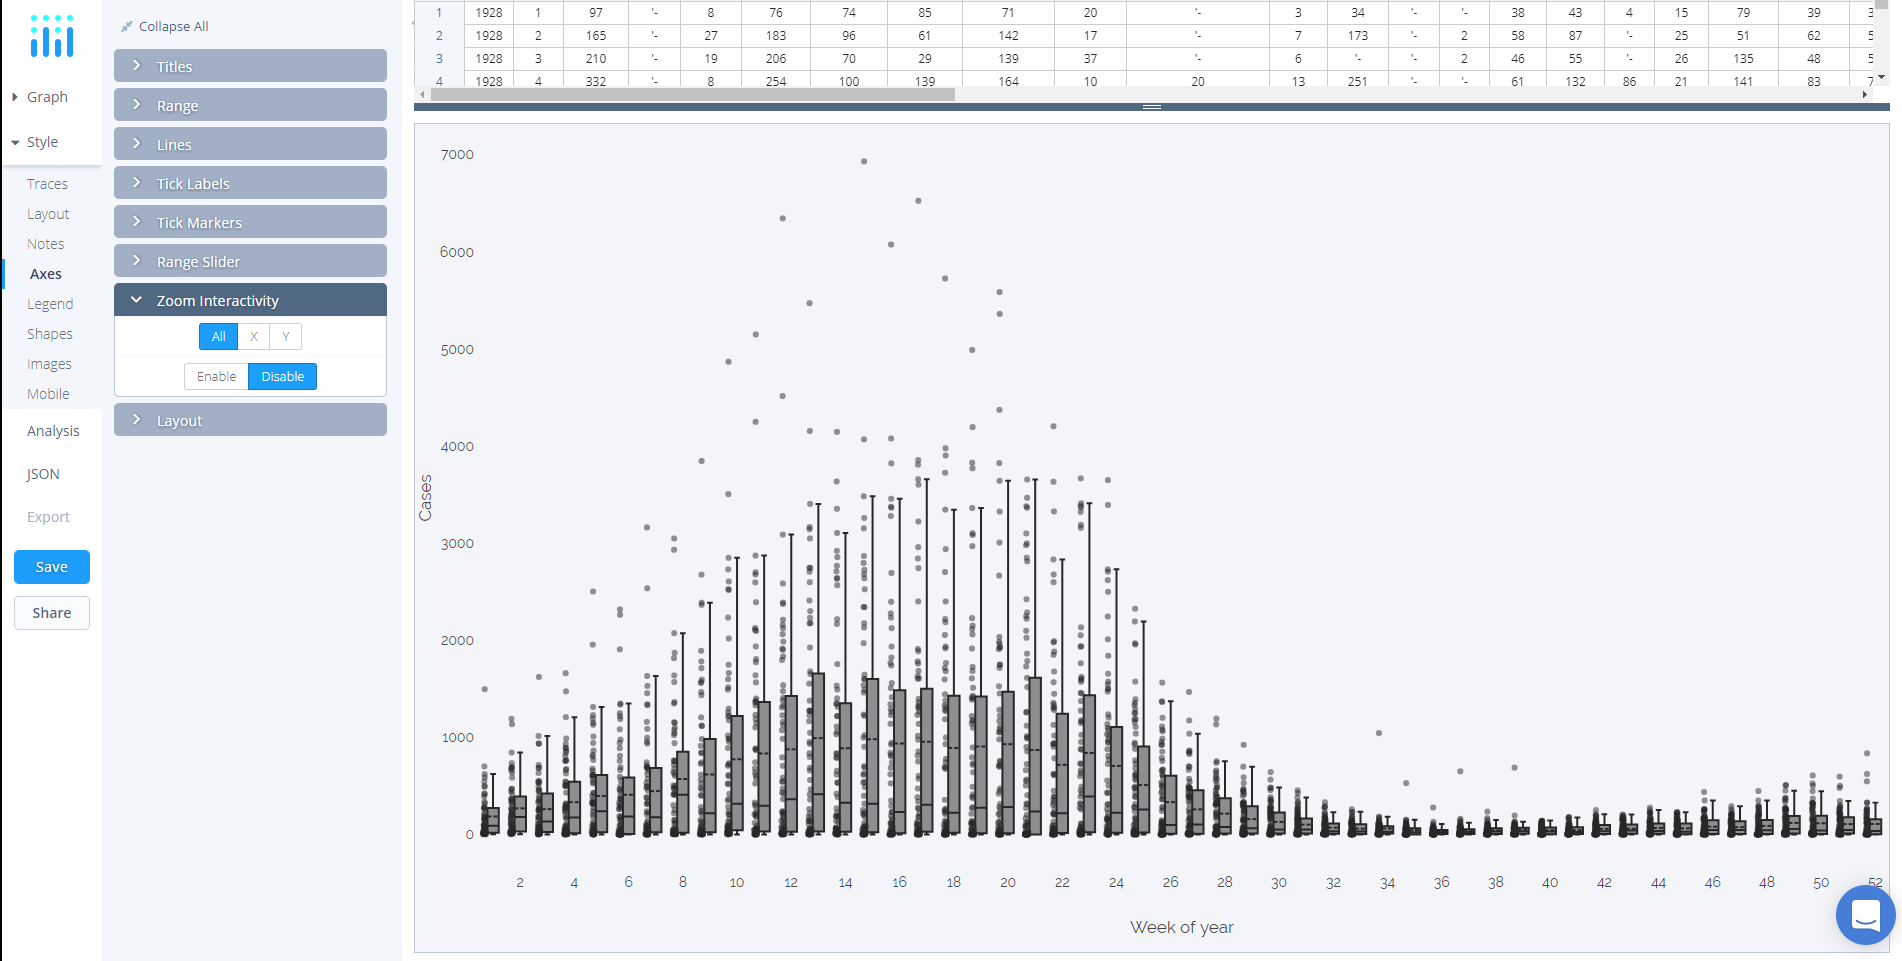 Collapse All
Titles
Range
Lines
Tick Labels
Tick Markers
Range Slider
Zoom Interactivity
All X Y
Enable Disable
Layout
Graph
Style
Traces
Layout
Notes
Axes
Legend
Shapes
Images
Mobile
Analysis
JSON
Export
Save
Share
1 1928 1 97 '- 8 76 74 85 71 20 '- 3 34 '- '- 38 43 4 15 79 39 3
2 1928 2 165 '- 27 183 96 61 142 17 '- 7 173 '- 2 58 87 '- 25 51 62 5
3 1928 3 210 '- 19 206 70 29 139 37 '- 6 '- '- 2 46 55 '- 26 135 48 5
4 1928 4 332 '- 8 254 100 139 164 10 20 13 251 '- '- 61 132 86 21 141 83 7
7000
6000
5000
4000
3000
2000
1000
0
Cases
2 4 6 8 10 12 14 16 18 20 22 24 26 28 30 32 34 36 38 40 42 44 46 48 50 52
Week of year